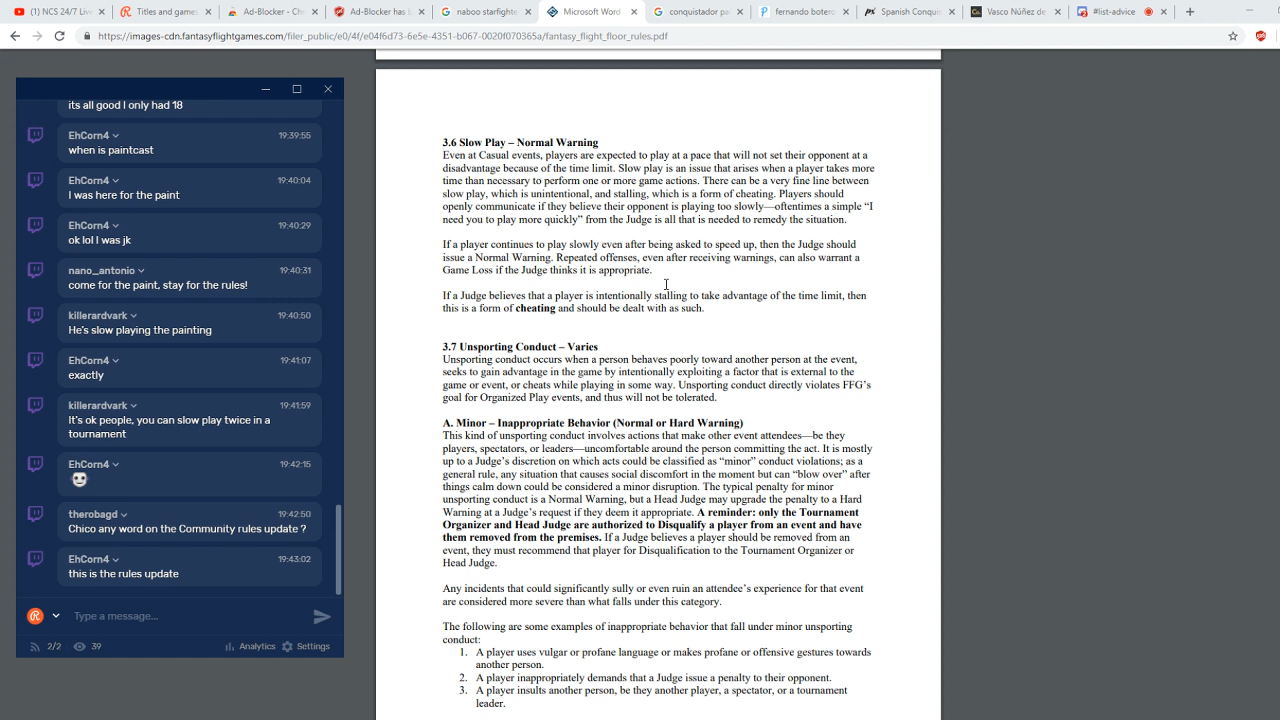 (1) NCS 24/7 Live
Titles and games
Ad-Blocker - Chr
Ad-Blocker has b
naboo starfighte
Microsoft Word
conquistador pa
fernando botero
Spanish Conqui
Vasco Núñez de
#list-advice
https://images-cdn.fantasyflightgames.com/filer_public/e0/4f/e04f6d73-6e5e-4351-b067-0020f070365a/fantasy_flight_floor_rules.pdf
its all good I only had 18
EhCorn4 19:39:55
when is paintcast
EhCorn4 19:40:04
I was here for the paint
EhCorn4 19:40:29
ok lol I was jk
nano_antonio 19:40:31
come for the paint, stay for the rules!
killerardvark 19:40:50
He's slow playing the painting
EhCorn4 19:41:07
exactly
killerardvark 19:41:59
It's ok people, you can slow play twice in a
tournament
EhCorn4 19:42:15
therobagd 19:42:50
Chico any word on the Community rules update ?
EhCorn4 19:43:02
this is the rules update
Type a message...
2/2 39 Analytics Settings
3.6 Slow Play – Normal Warning
Even at Casual events, players are expected to play at a pace that will not set their opponent at a
disadvantage because of the time limit. Slow play is an issue that arises when a player takes more
time than necessary to perform one or more game actions. There can be a very fine line between
slow play, which is unintentional, and stalling, which is a form of cheating. Players should
openly communicate if they believe their opponent is playing too slowly—oftentimes a simple “I
need you to play more quickly” from the Judge is all that is needed to remedy the situation.
If a player continues to play slowly even after being asked to speed up, then the Judge should
issue a Normal Warning. Repeated offenses, even after receiving warnings, can also warrant a
Game Loss if the Judge thinks it is appropriate.
If a Judge believes that a player is intentionally stalling to take advantage of the time limit, then
this is a form of cheating and should be dealt with as such.
3.7 Unsporting Conduct – Varies
Unsporting conduct occurs when a person behaves poorly toward another person at the event,
seeks to gain advantage in the game by intentionally exploiting a factor that is external to the
game or event, or cheats while playing in some way. Unsporting conduct directly violates FFG’s
goal for Organized Play events, and thus will not be tolerated.
A. Minor – Inappropriate Behavior (Normal or Hard Warning)
This kind of unsporting conduct involves actions that make other event attendees—be they
players, spectators, or leaders—uncomfortable around the person committing the act. It is mostly
up to a Judge’s discretion on which acts could be classified as “minor” conduct violations; as a
general rule, any situation that causes social discomfort in the moment but can “blow over” after
things calm down could be considered a minor disruption. The typical penalty for minor
unsporting conduct is a Normal Warning, but a Head Judge may upgrade the penalty to a Hard
Warning at a Judge’s request if they deem it appropriate. A reminder: only the Tournament
Organizer and Head Judge are authorized to Disqualify a player from an event and have
them removed from the premises. If a Judge believes a player should be removed from an
event, they must recommend that player for Disqualification to the Tournament Organizer or
Head Judge.
Any incidents that could significantly sully or even ruin an attendee’s experience for that event
are considered more severe than what falls under this category.
The following are some examples of inappropriate behavior that fall under minor unsporting
conduct:
1. A player uses vulgar or profane language or makes profane or offensive gestures towards
another person.
2. A player inappropriately demands that a Judge issue a penalty to their opponent.
3. A player insults another person, be they another player, a spectator, or a tournament
leader.